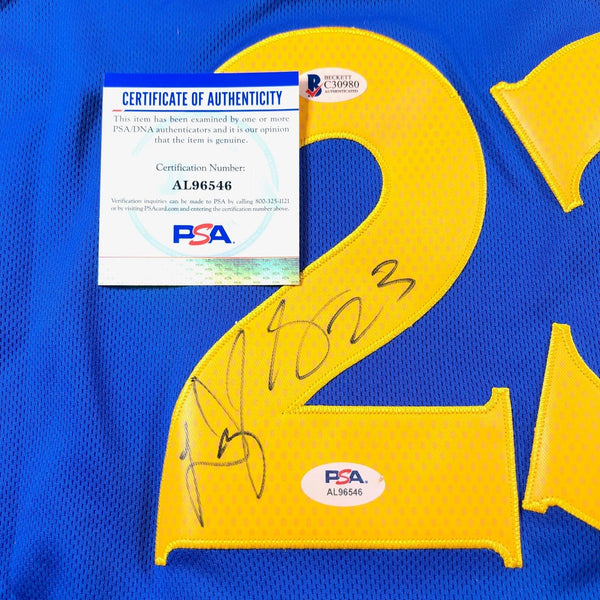 CERTIFICATE OF AUTHENTICITY
This item has been examined by one or more
PSA/DNA authenticators and it is our opinion
that the item is genuine.
Certification Number:
AL96546
Verification inquiries can be made to PSA by calling 800-325-1121
or by visiting PSAcard.com and entering the certification number above.
PSA.
B
BECKETT
C30980
AUTHENTICATED
2
23
PSA.
AL96546